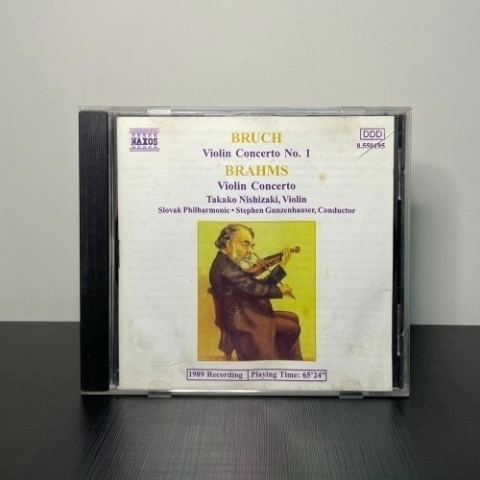 NAXOS
DDD
8.550195
BRUCH
Violin Concerto No. 1
BRAHMS
Violin Concerto
Takako Nishizaki, Violin
Slovak Philharmonic • Stephen Gunzenhauser, Conductor
1989 Recording Playing Time: 65'24"